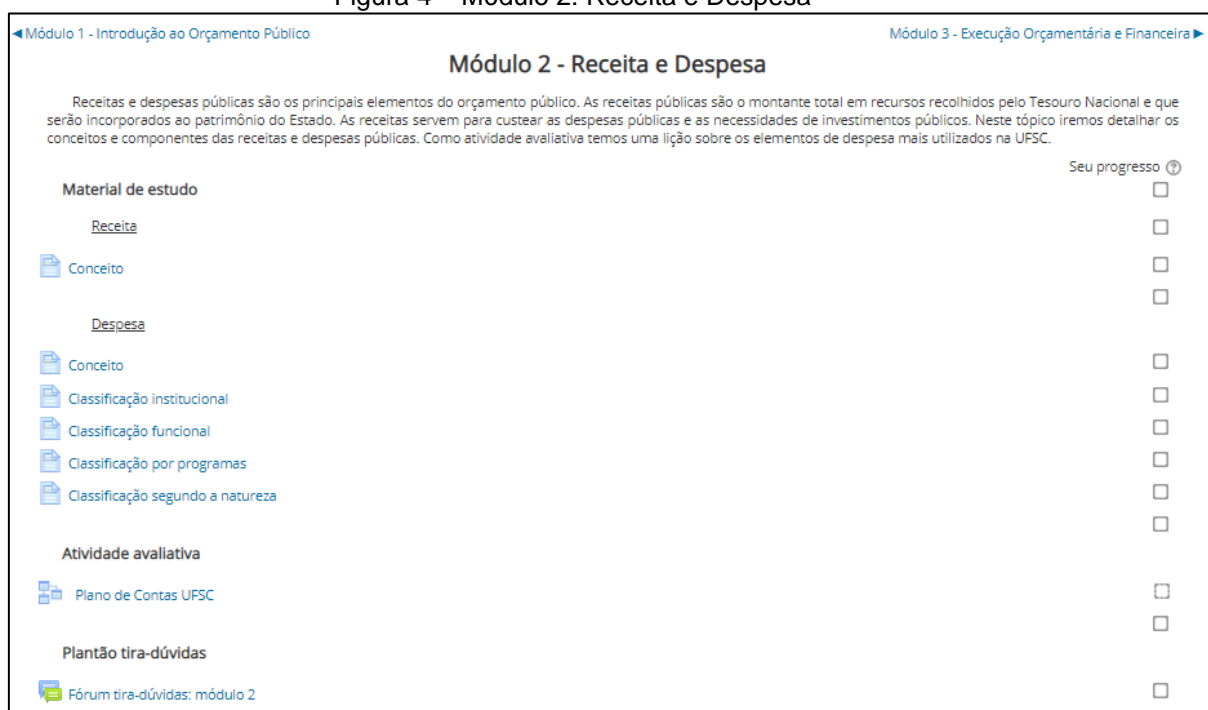 Figura 4 – Módulo 2: Receita e Despesa
◄Módulo 1 - Introdução ao Orçamento Público
Módulo 3 - Execução Orçamentária e Financeira►
Módulo 2 - Receita e Despesa
Receitas e despesas públicas são os principais elementos do orçamento público. As receitas públicas são o montante total em recursos recolhidos pelo Tesouro Nacional e que
serão incorporados ao patrimônio do Estado. As receitas servem para custear as despesas públicas e as necessidades de investimentos públicos. Neste tópico iremos detalhar os
conceitos e componentes das receitas e despesas públicas. Como atividade avaliativa temos uma lição sobre os elementos de despesa mais utilizados na UFSC.
Seu progresso ?
Material de estudo
Receita
Conceito
Despesa
Conceito
Classificação institucional
Classificação funcional
Classificação por programas
Classificação segundo a natureza
Atividade avaliativa
Plano de Contas UFSC
Plantão tira-dúvidas
Fórum tira-dúvidas: módulo 2